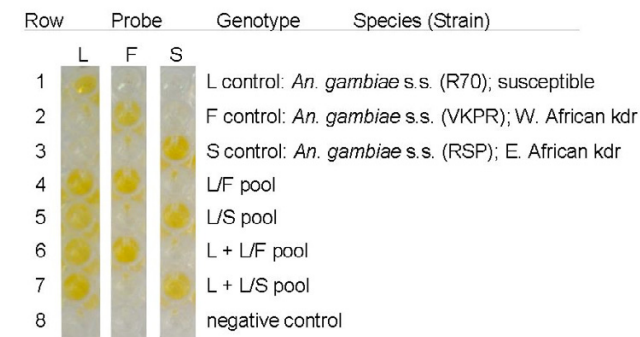 Row Probe Genotype Species (Strain)
L F S
1 L control: An. gambiae s.s. (R70); susceptible
2 F control: An. gambiae s.s. (VKPR); W. African kdr
3 S control: An. gambiae s.s. (RSP); E. African kdr
4 L/F pool
5 L/S pool
6 L + L/F pool
7 L + L/S pool
8 negative control